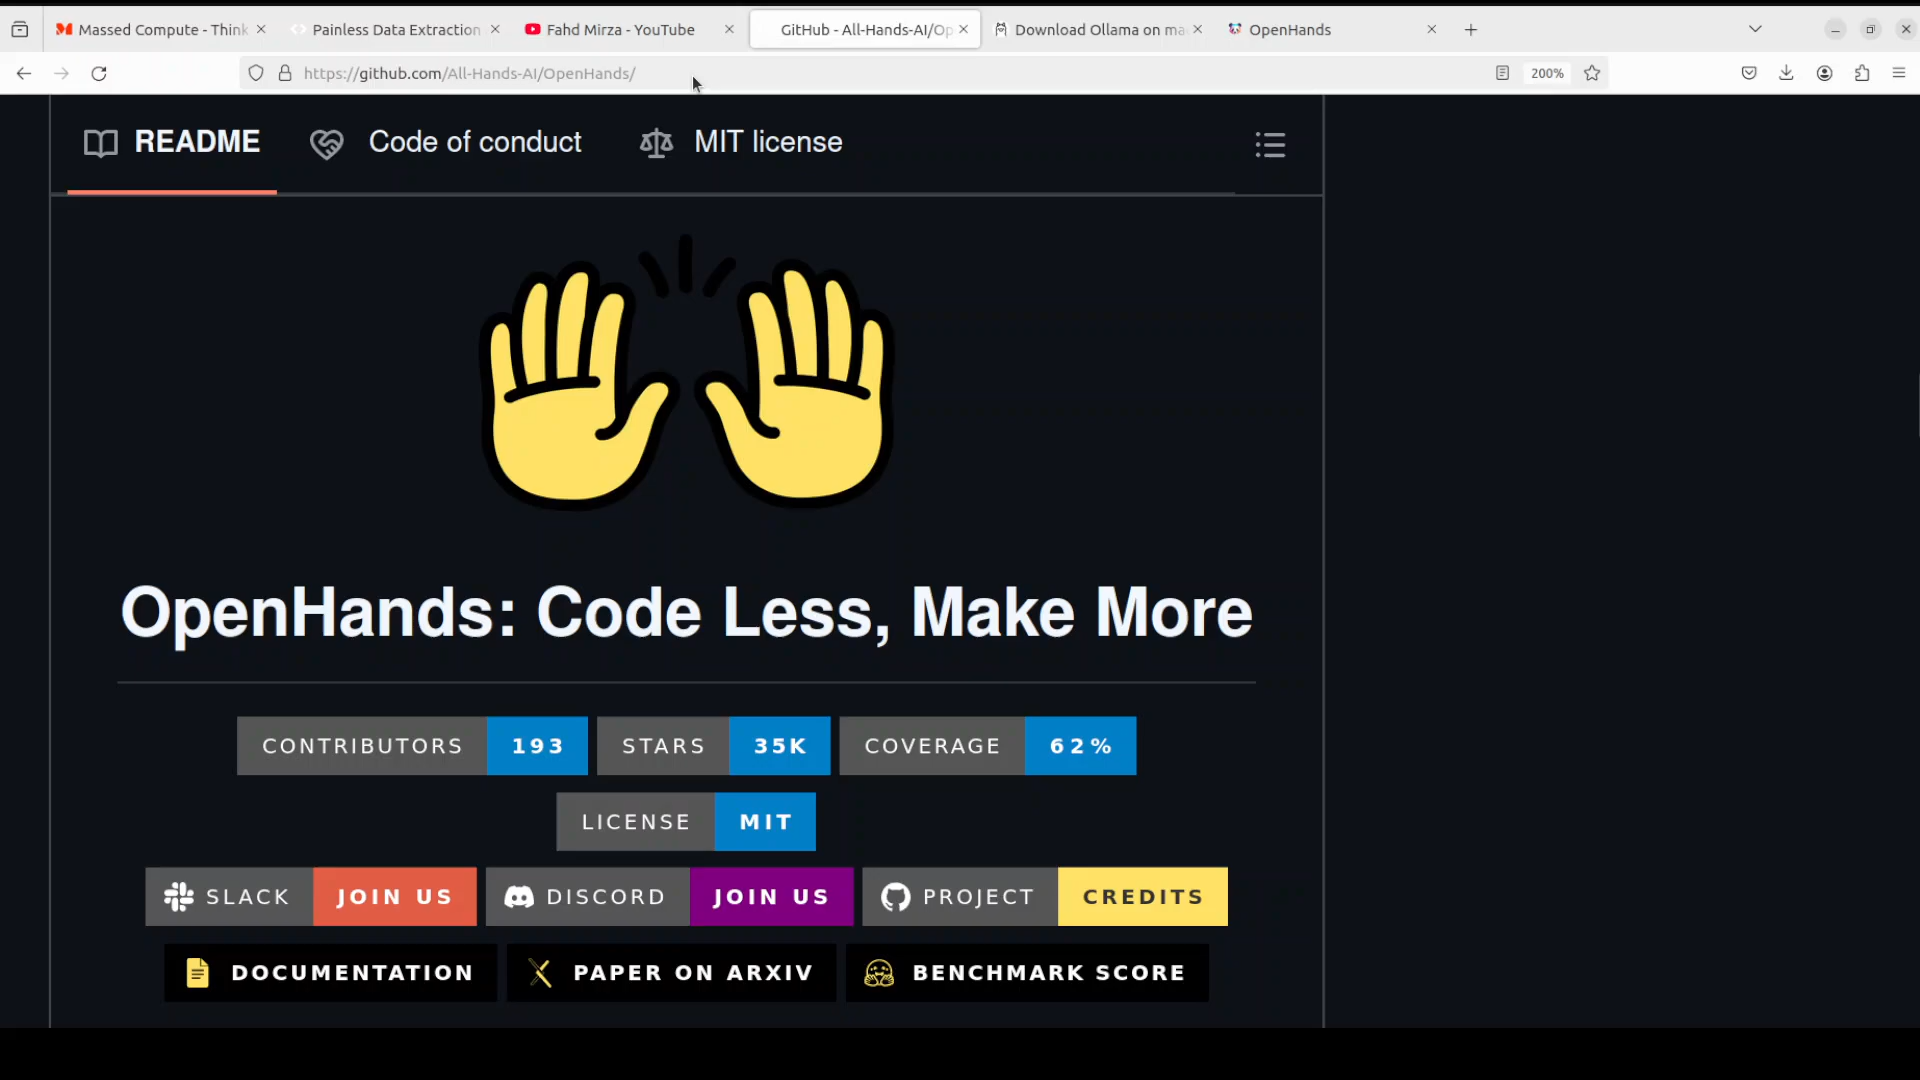 Massed Compute - Think
Painless Data Extraction
Fahd Mirza - YouTube
GitHub - All-Hands-AI/Op
Download Ollama on ma
OpenHands
https://github.com/All-Hands-AI/OpenHands/
200%
README
Code of conduct
MIT license
OpenHands: Code Less, Make More
CONTRIBUTORS 193
STARS 35K
COVERAGE 62%
LICENSE MIT
SLACK JOIN US
DISCORD JOIN US
PROJECT CREDITS
DOCUMENTATION
PAPER ON ARXIV
BENCHMARK SCORE